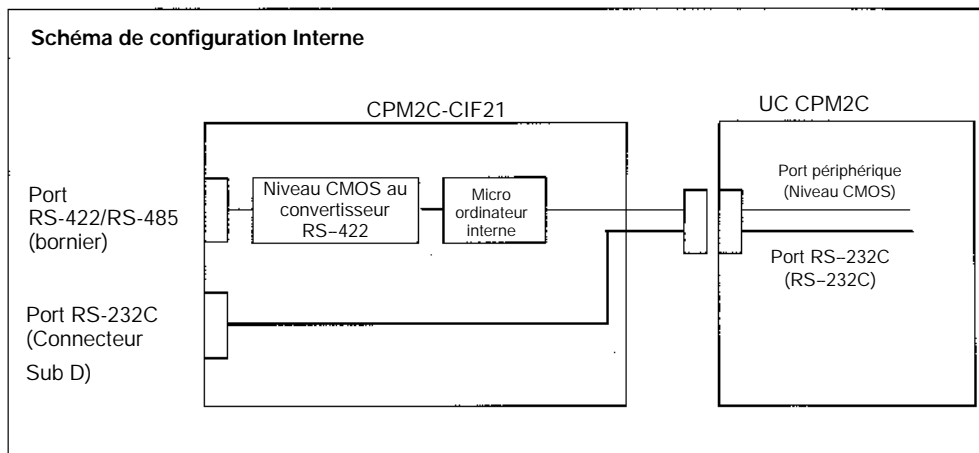 Schéma de configuration Interne
CPM2C-CIF21
UC CPM2C
Port
RS-422/RS-485
(bornier)
Niveau CMOS au
convertisseur
RS–422
Micro
ordinateur
interne
Port périphérique
(Niveau CMOS)
Port RS–232C
(RS–232C)
Port RS-232C
(Connecteur
Sub D)